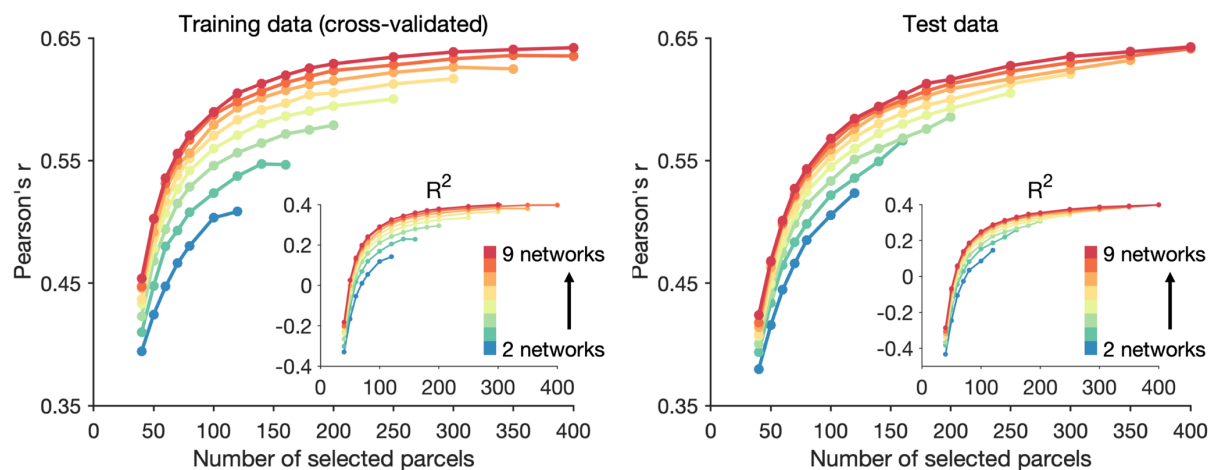 Training data (cross-validated)
0.65
0.55
0.45
0.35
Pearson's r
0 50 100 150 200 250 300 350 400
Number of selected parcels
R²
0.4
0.2
0
-0.2
-0.4
0 100 200 300 400
9 networks
2 networks
Test data
0.65
0.55
0.45
0.35
Pearson's r
0 50 100 150 200 250 300 350 400
Number of selected parcels
R²
0.4
0.2
0
-0.2
-0.4
0 100 200 300 400
9 networks
2 networks